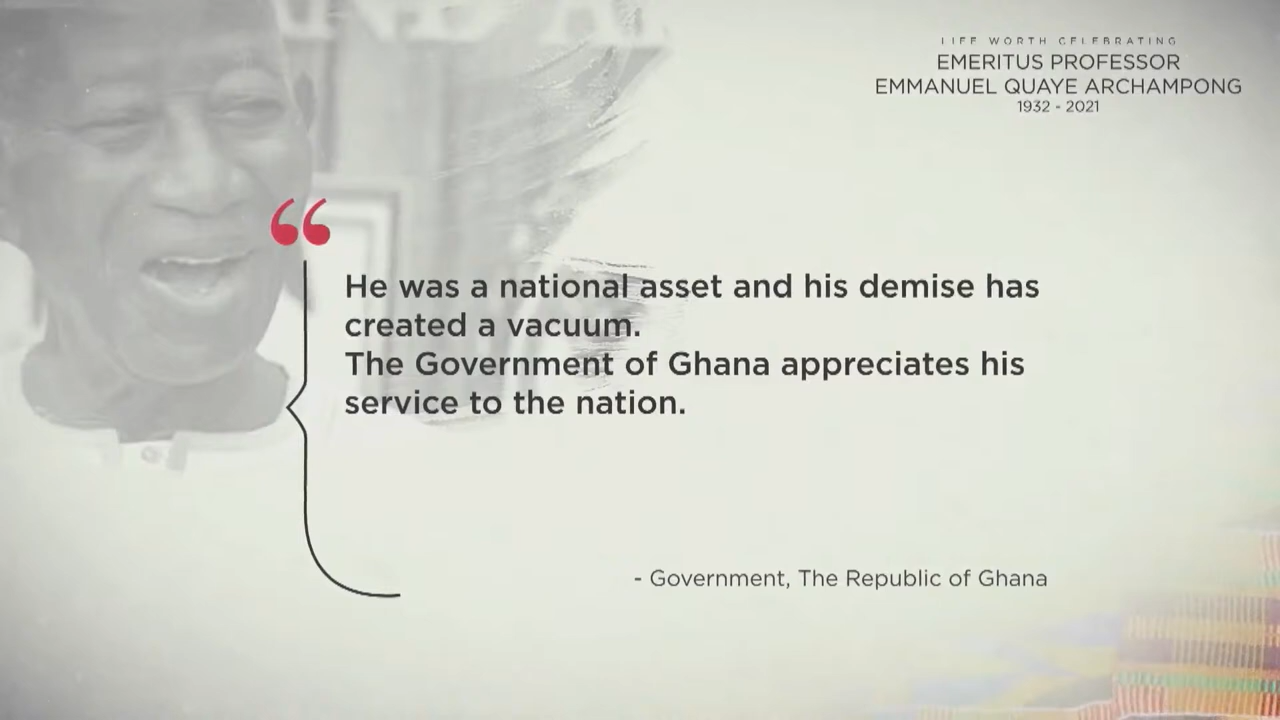 LIFE WORTH CELEBRATING
EMERITUS PROFESSOR
EMMANUEL QUAYE ARCHAMPONG
1932 - 2021
“
He was a national asset and his demise has
created a vacuum.
The Government of Ghana appreciates his
service to the nation.
- Government, The Republic of Ghana